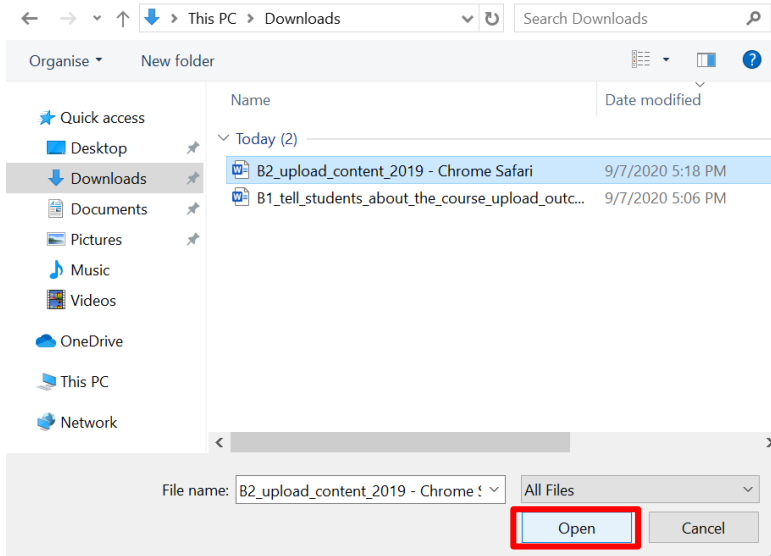 This PC > Downloads
Search Downloads
Organise New folder ?
Name Date modified
Quick access
Today (2)
Desktop
B2_upload_content_2019 - Chrome Safari 9/7/2020 5:18 PM
Downloads
B1_tell_students_about_the_course_upload_outc... 9/7/2020 5:06 PM
Documents
Pictures
Music
Videos
OneDrive
This PC
Network
File name: B2_upload_content_2019 - Chrome All Files
Open Cancel